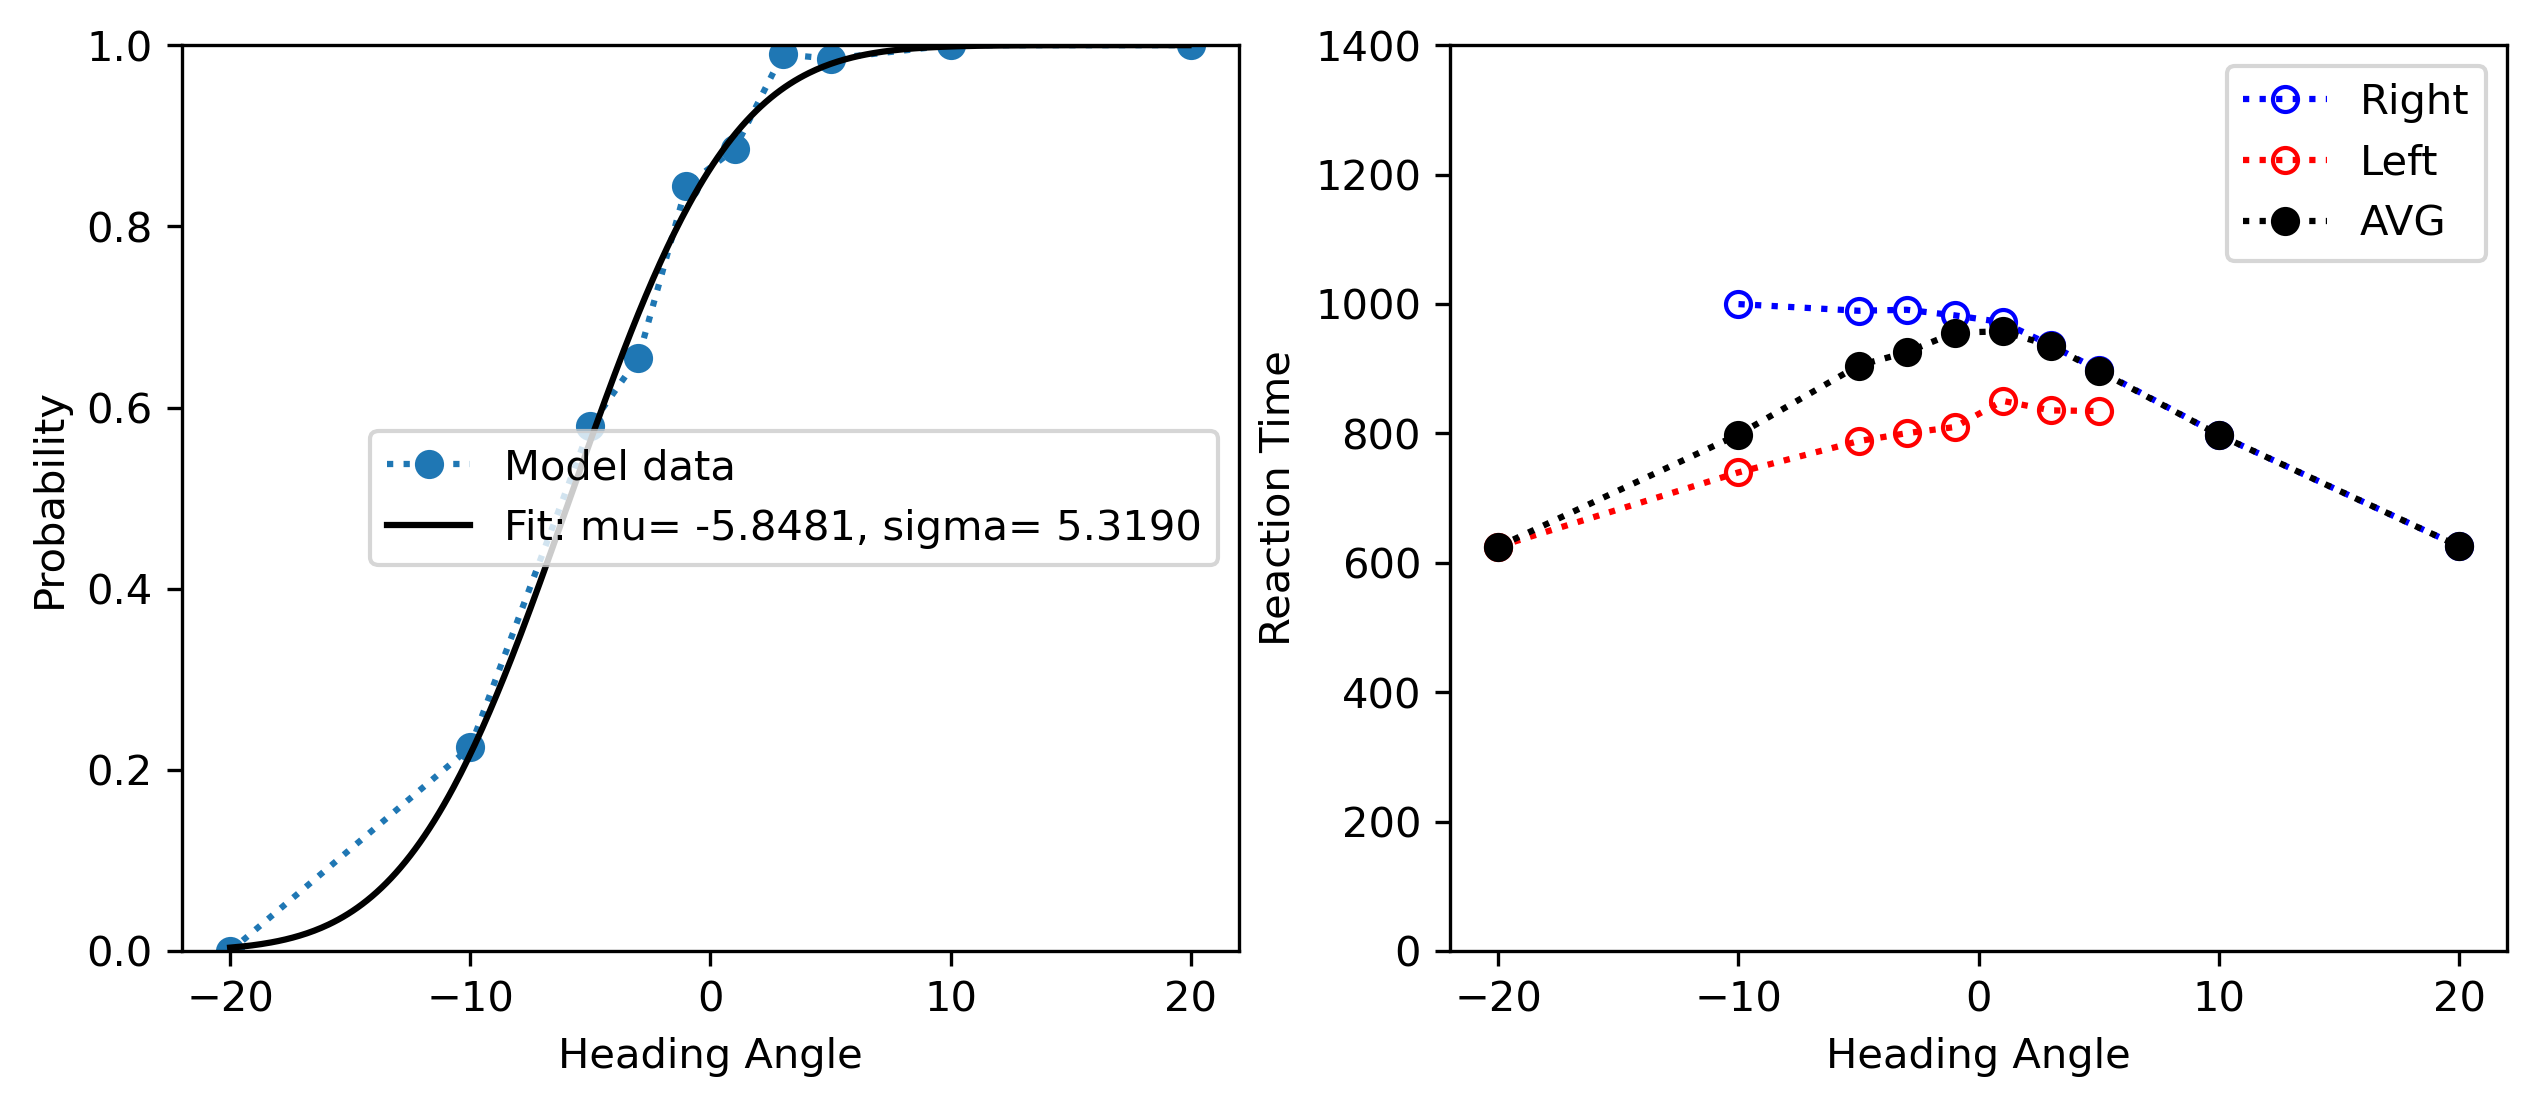 1.0
0.8
0.6
0.4
0.2
0.0
Probability
Model data
Fit: mu= -5.8481, sigma= 5.3190
−20 −10 0 10 20
Heading Angle
1400
1200
1000
800
600
400
200
0
Reaction Time
Right
Left
AVG
−20 −10 0 10 20
Heading Angle